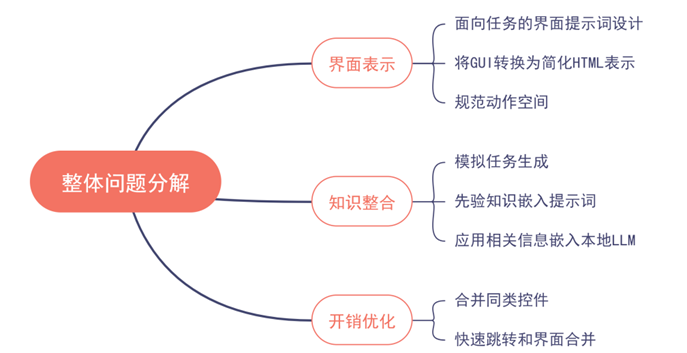 整体问题分解
界面表示
面向任务的界面提示词设计
将GUI转换为简化HTML表示
规范动作空间
知识整合
模拟任务生成
先验知识嵌入提示词
应用相关信息嵌入本地LLM
开销优化
合并同类控件
快速跳转和界面合并